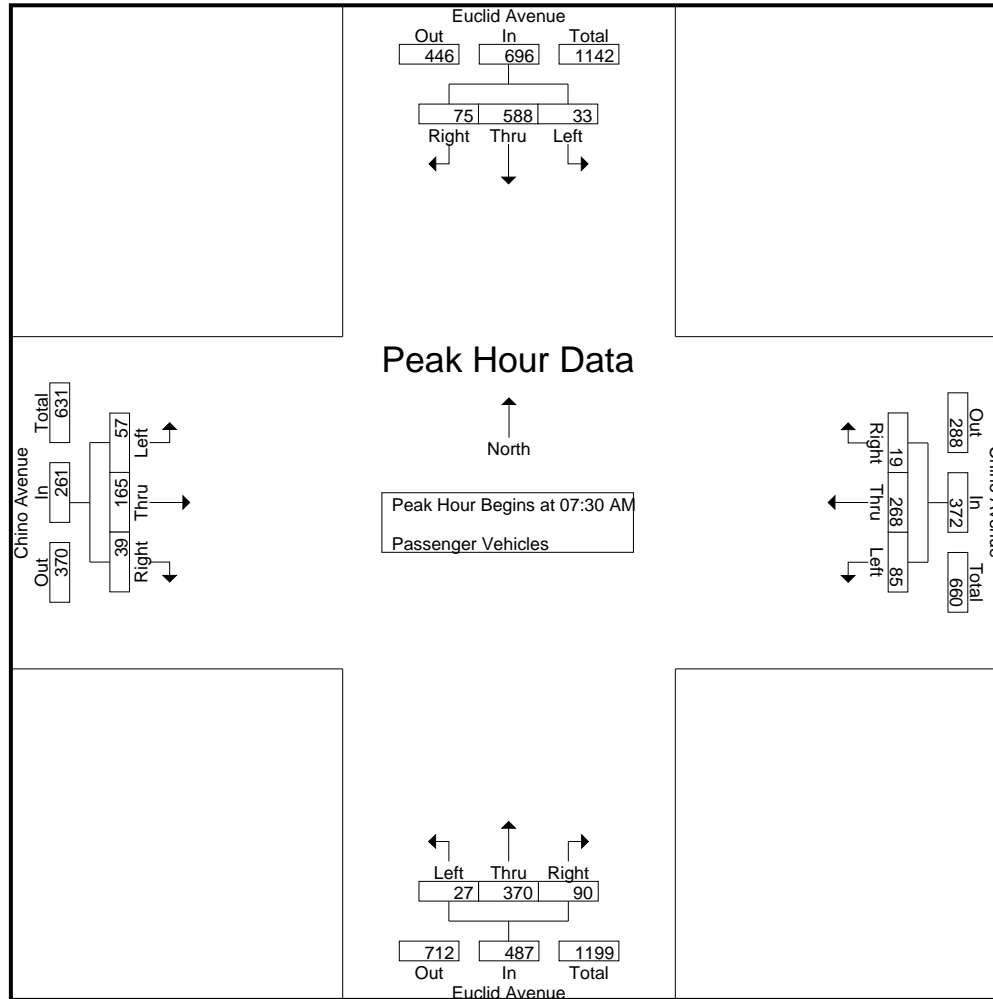 Euclid Avenue
Out In Total
446 696 1142
75 588 33
Right Thru Left
Peak Hour Data
North
Peak Hour Begins at 07:30 AM
Passenger Vehicles
Chino Avenue
Total In Out
631 261 370
57 165 39
Left Thru Right
Out In Total
288 372 660
19 268 85
Right Thru Left
Left Thru Right
27 370 90
712 487 1199
Out In Total
Euclid Avenue